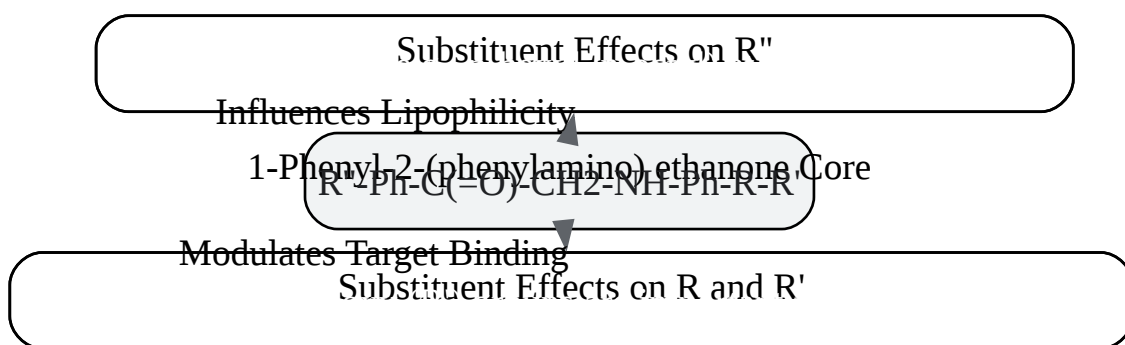 Substituent Effects on R"
Influences Lipophilicity
1-Phenyl-2-(phenylamino) ethanone Core
R"-Ph-C(=O)-CH2-NH-Ph-R-R'
Modulates Target Binding
Substituent Effects on R and R'